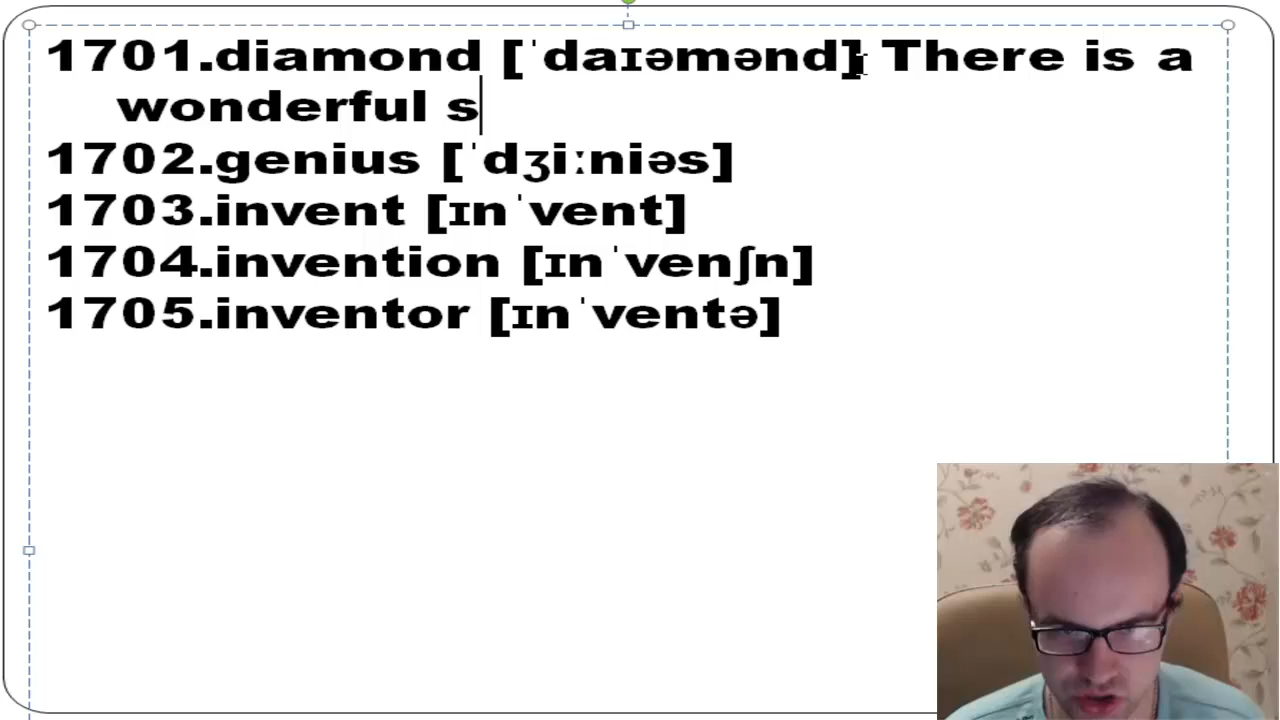 1701.diamond [ˈdaɪəmənd] There is a
wonderful s
1702.genius [ˈdʒiːniəs]
1703.invent [ɪnˈvent]
1704.invention [ɪnˈvenʃn]
1705.inventor [ɪnˈventə]